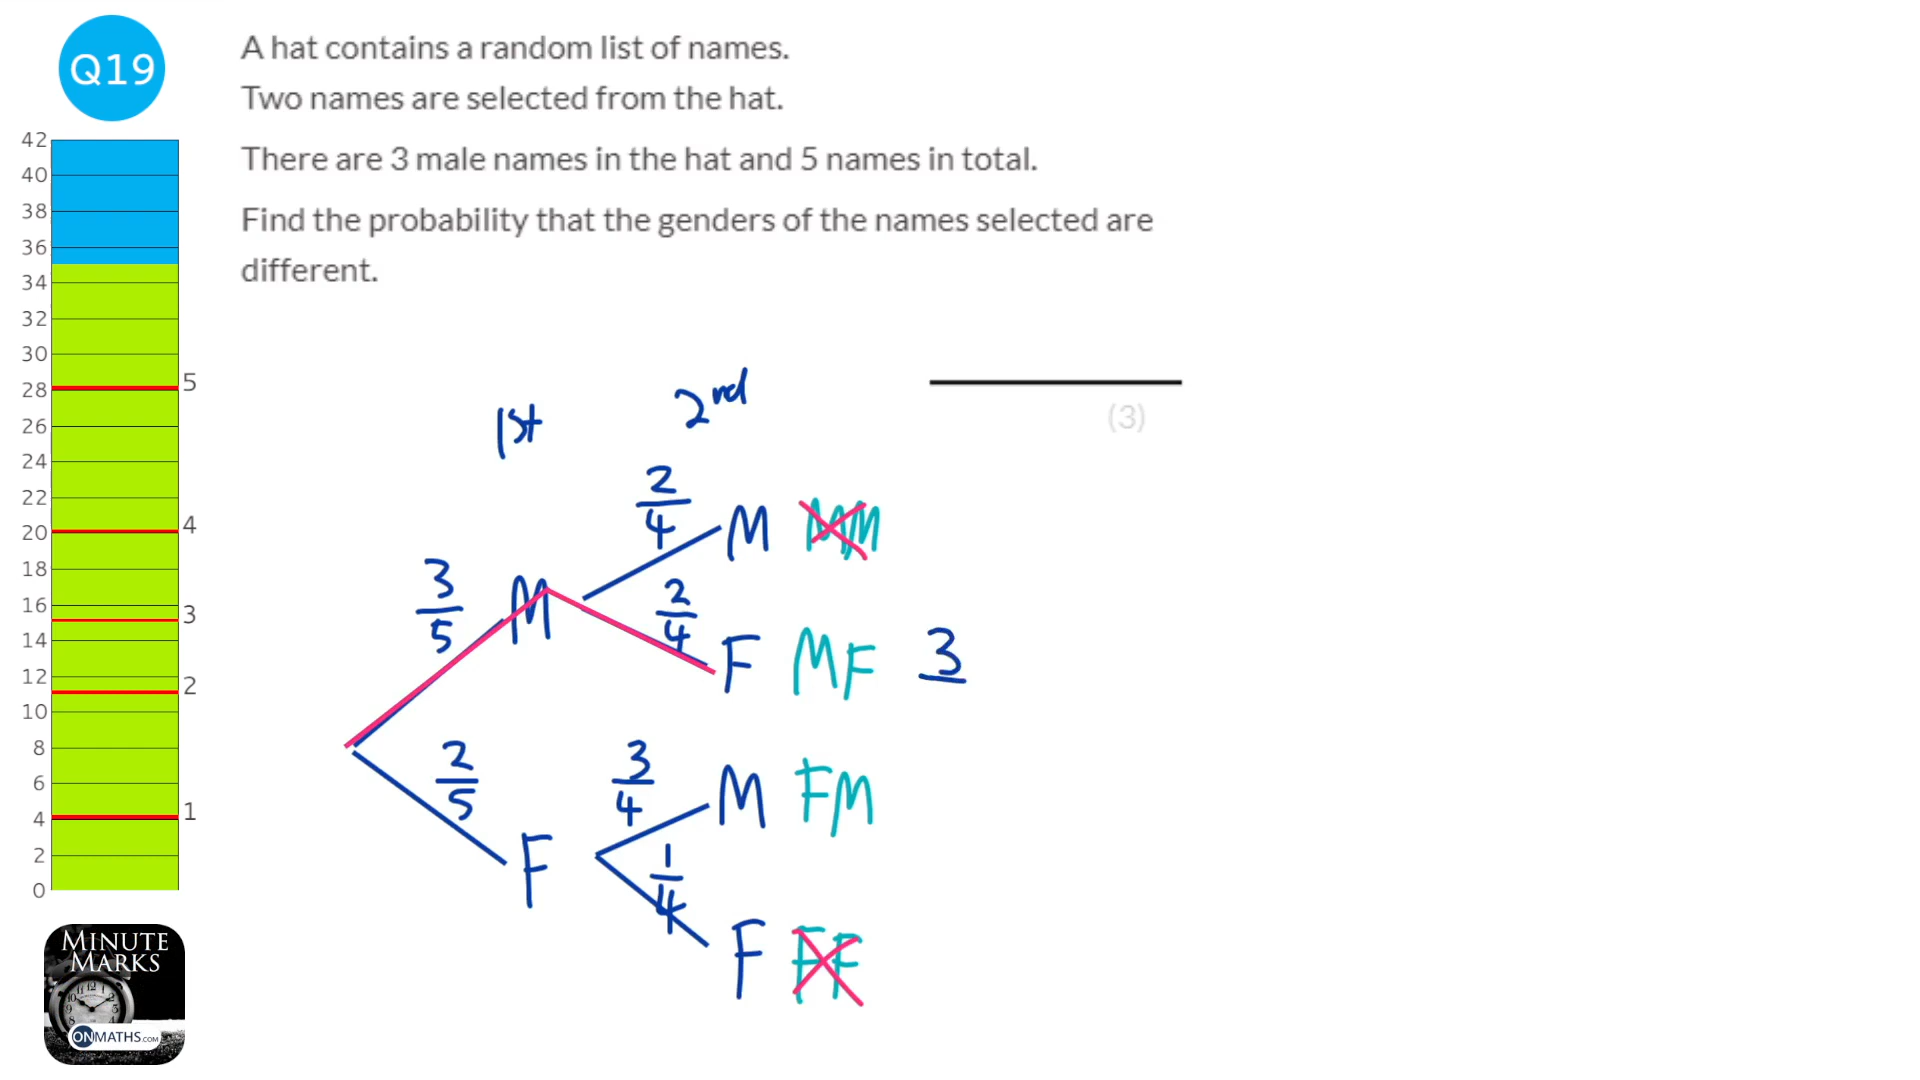 Q19
A hat contains a random list of names.
Two names are selected from the hat.
There are 3 male names in the hat and 5 names in total.
Find the probability that the genders of the names selected are
different.
(3)
42
40
38
36
34
32
30
28
26
24
22
20
18
16
14
12
10
8
6
4
2
0
5
4
3
2
1
1st 2nd
2/4 M MM
3/5 M
2/4 F MF 3
2/5 F
3/4 M FM
1/4 F FF
MINUTE
MARKS
ONMATHS.COM